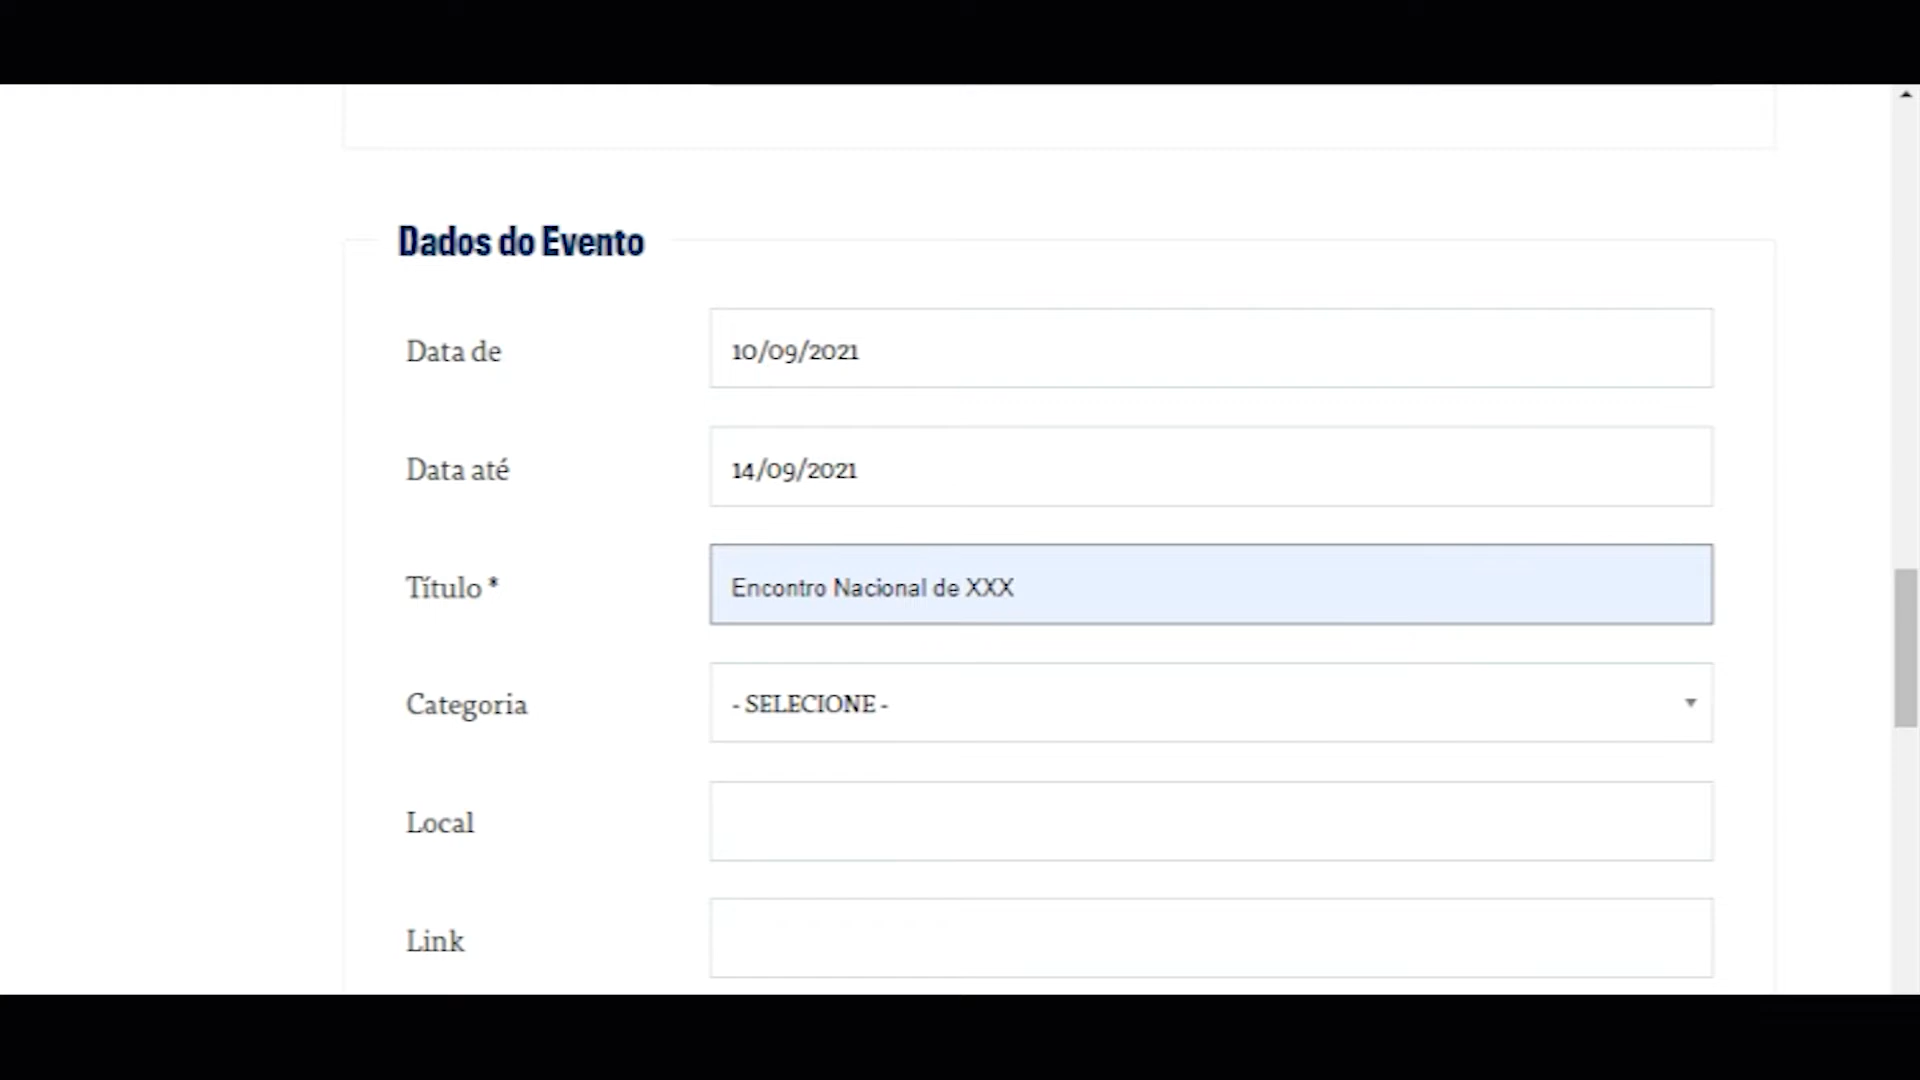 Dados do Evento
Data de
10/09/2021
Data até
14/09/2021
Título *
Encontro Nacional de XXX
Categoria
- SELECIONE -
Local
Link